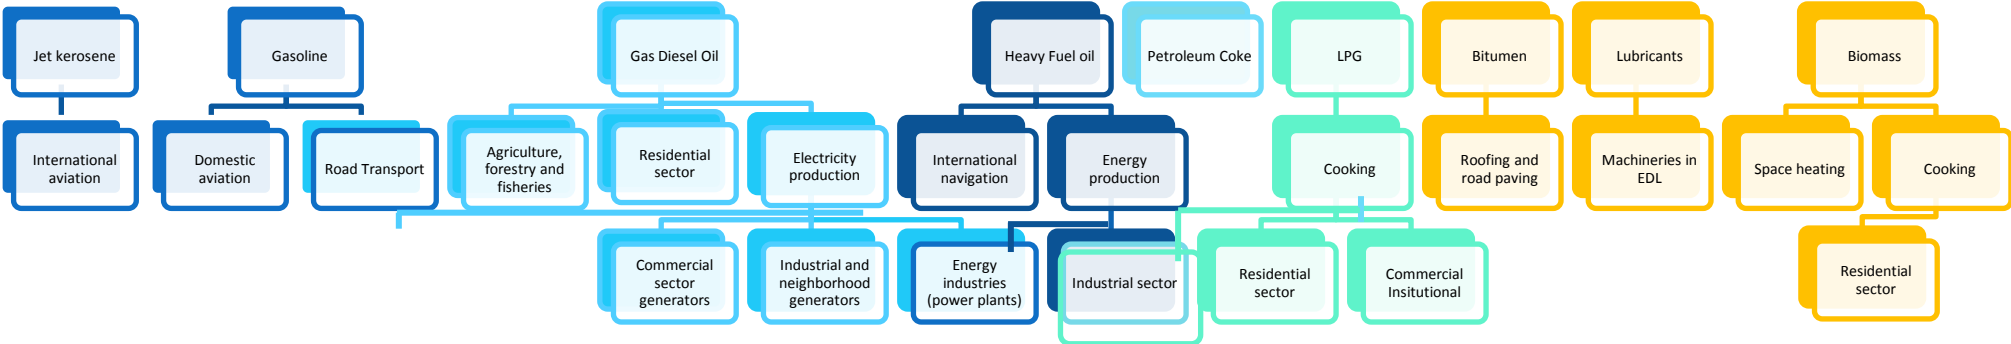 Jet kerosene
Gasoline
Gas Diesel Oil
Heavy Fuel oil
Petroleum Coke
LPG
Bitumen
Lubricants
Biomass
International
aviation
Domestic
aviation
Road Transport
Agriculture,
forestry and
fisheries
Residential
sector
Electricity
production
International
navigation
Energy
production
Cooking
Roofing and
road paving
Machineries in
EDL
Space heating
Cooking
Commercial
sector
generators
Industrial and
neighborhood
generators
Energy
industries
(power plants)
Industrial sector
Residential
sector
Commercial
Insitutional
Residential
sector